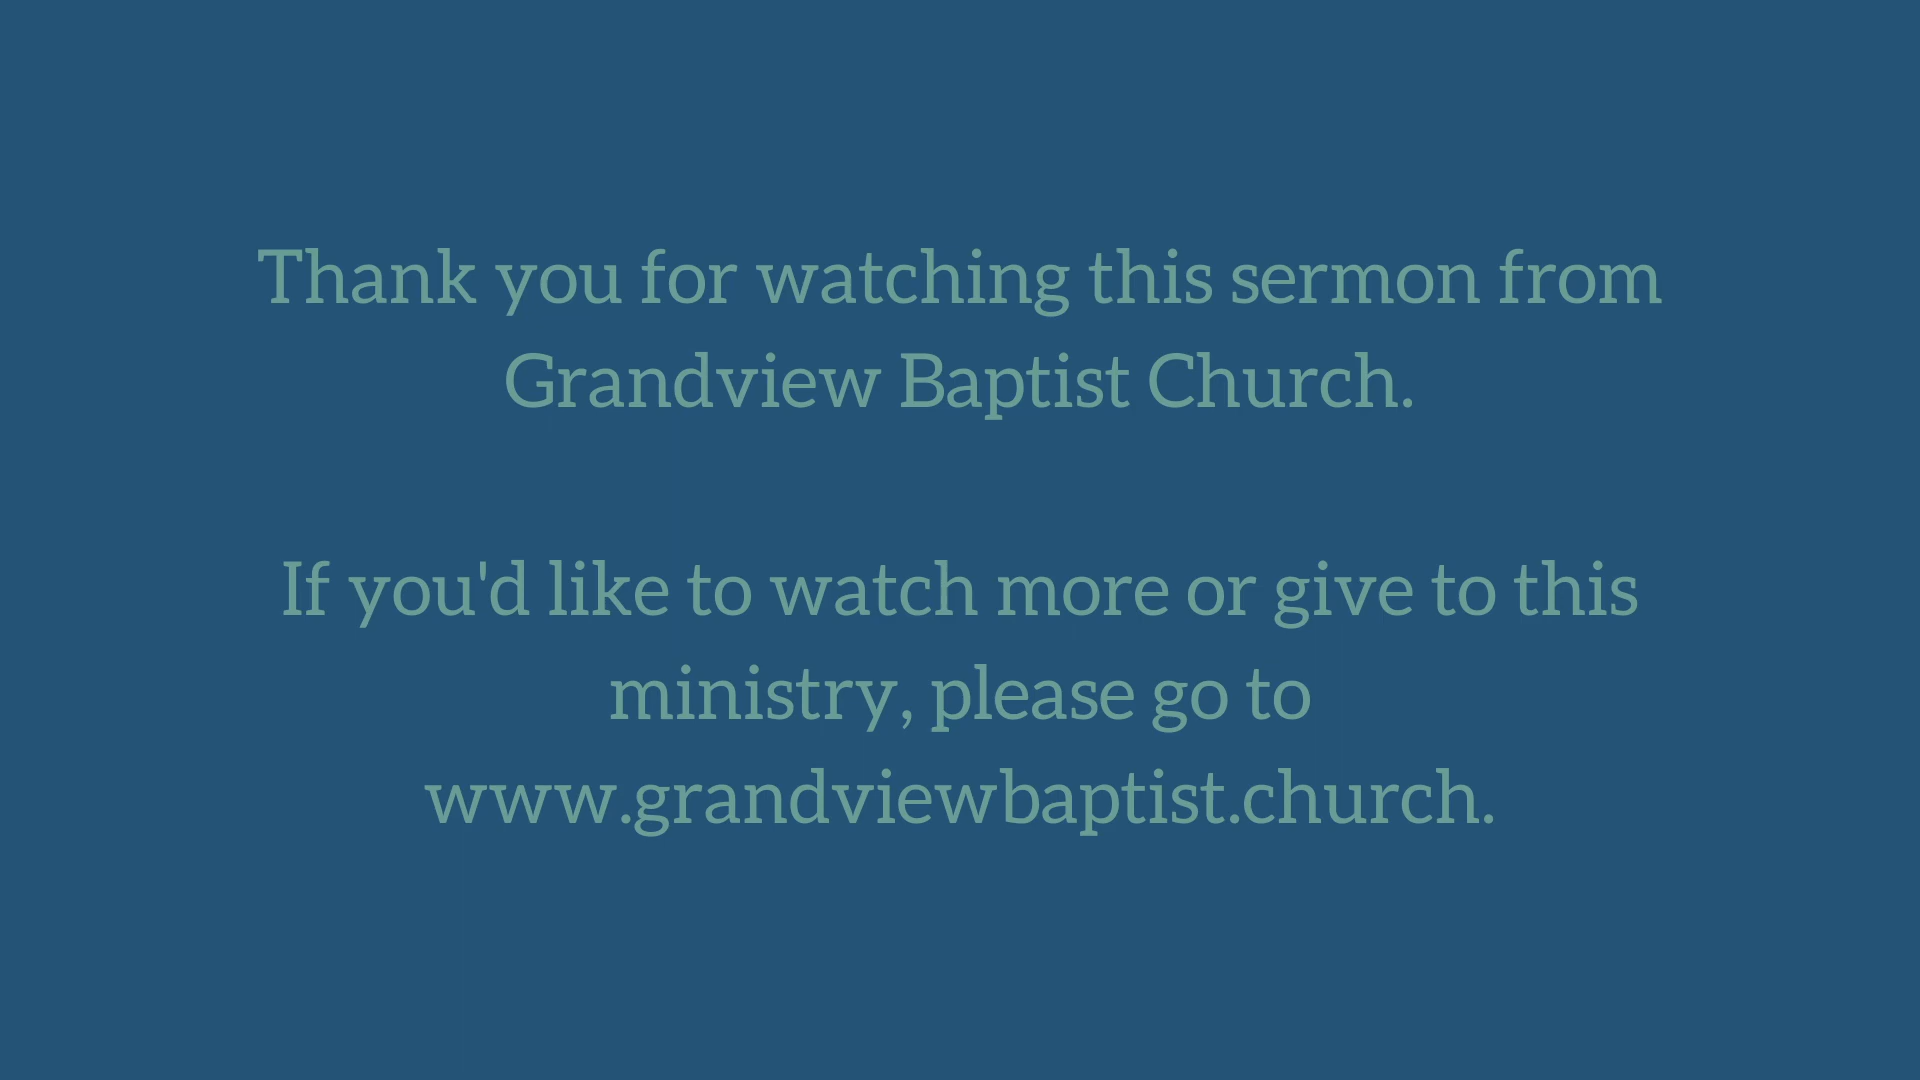 Thank you for watching this sermon from
Grandview Baptist Church.
If you'd like to watch more or give to this
ministry, please go to
www.grandviewbaptist.church.